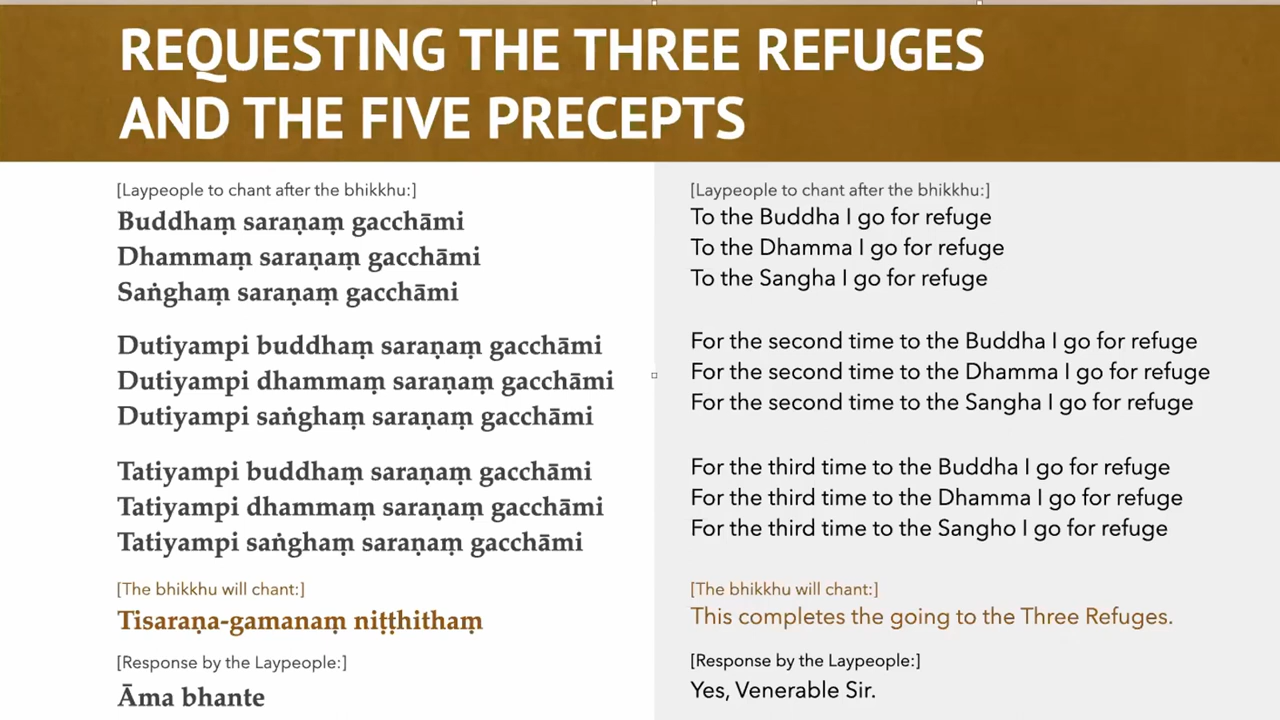 REQUESTING THE THREE REFUGES
AND THE FIVE PRECEPTS
[Laypeople to chant after the bhikkhu:]
Buddhaṃ saraṇaṃ gacchāmi
Dhammaṃ saraṇaṃ gacchāmi
Saṅghaṃ saraṇaṃ gacchāmi
Dutiyampi buddhaṃ saraṇaṃ gacchāmi
Dutiyampi dhammaṃ saraṇaṃ gacchāmi
Dutiyampi saṅghaṃ saraṇaṃ gacchāmi
Tatiyampi buddhaṃ saraṇaṃ gacchāmi
Tatiyampi dhammaṃ saraṇaṃ gacchāmi
Tatiyampi saṅghaṃ saraṇaṃ gacchāmi
[The bhikkhu will chant:]
Tisaraṇa-gamanaṃ niṭṭhithaṃ
[Response by the Laypeople:]
Āma bhante
[Laypeople to chant after the bhikkhu:]
To the Buddha I go for refuge
To the Dhamma I go for refuge
To the Sangha I go for refuge
For the second time to the Buddha I go for refuge
For the second time to the Dhamma I go for refuge
For the second time to the Sangha I go for refuge
For the third time to the Buddha I go for refuge
For the third time to the Dhamma I go for refuge
For the third time to the Sangho I go for refuge
[The bhikkhu will chant:]
This completes the going to the Three Refuges.
[Response by the Laypeople:]
Yes, Venerable Sir.